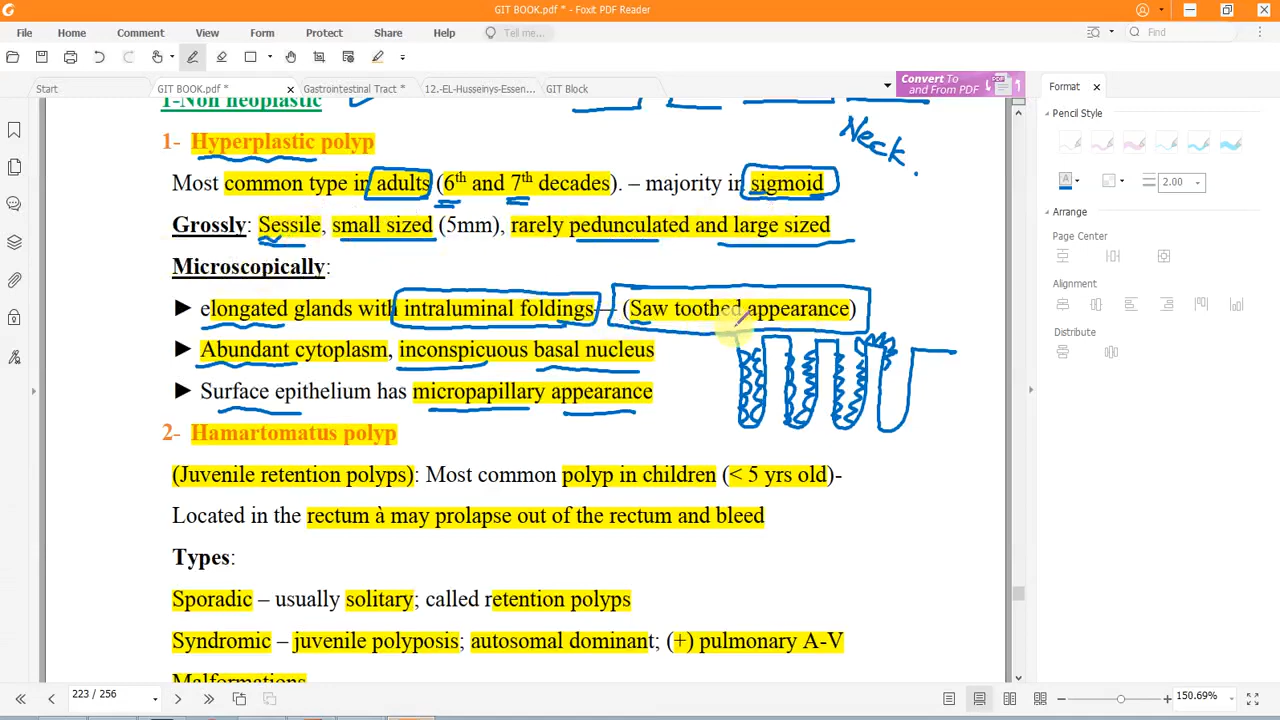 GIT BOOK.pdf * - Foxit PDF Reader
File Home Comment View Form Protect Share Help Tell me... Find
Start GIT BOOK.pdf * Gastrointestinal Tract * 12.-EL-Husseinys-Essen... GIT Block
Convert To
and From PDF
PDF
1-Non neoplastic
Neck.
1- Hyperplastic polyp
Most common type in adults (6th and 7th decades). – majority in sigmoid
Grossly: Sessile, small sized (5mm), rarely pedunculated and large sized
Microscopically:
► elongated glands with intraluminal foldings— (Saw toothed appearance)
► Abundant cytoplasm, inconspicuous basal nucleus
► Surface epithelium has micropapillary appearance
2- Hamartomatus polyp
(Juvenile retention polyps): Most common polyp in children (< 5 yrs old)-
Located in the rectum à may prolapse out of the rectum and bleed
Types:
Sporadic – usually solitary; called retention polyps
Syndromic – juvenile polyposis; autosomal dominant; (+) pulmonary A-V
Malformations
Format
Pencil Style
2.00
Arrange
Page Center
Alignment
Distribute
223 / 256
150.69%